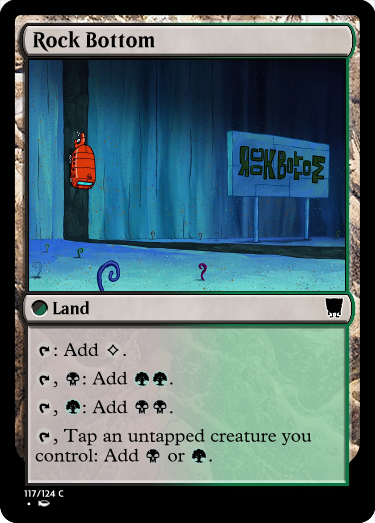 Rock Bottom
ROCK BOTTOM
Land
: Add .
, : Add .
, : Add .
, Tap an untapped creature you
control: Add or .
117/124 C